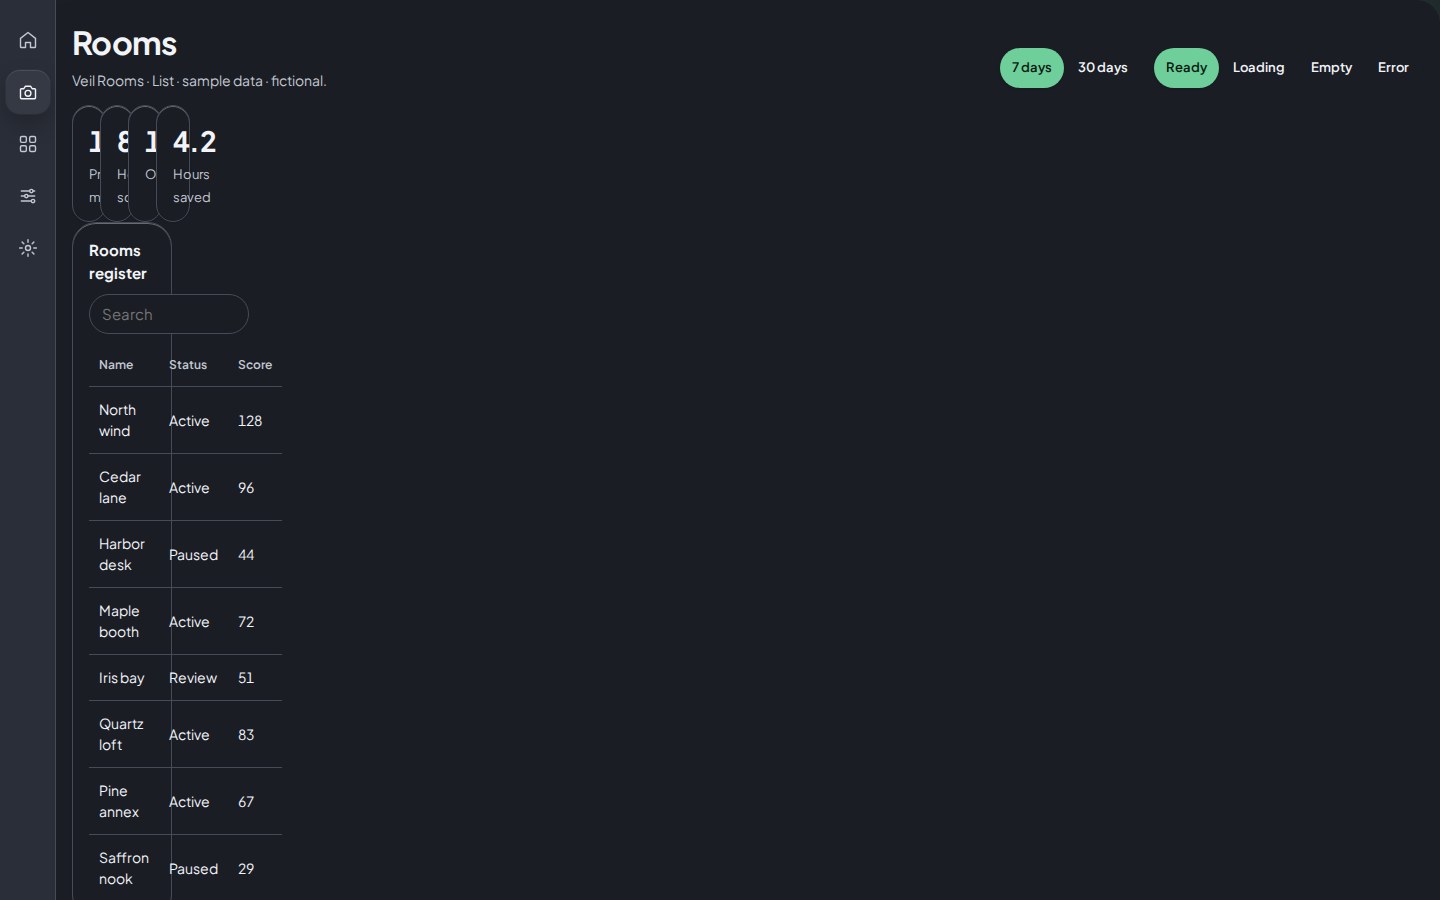 Rooms
Veil Rooms · List · sample data · fictional.
7 days 30 days Ready Loading Empty Error
4.2
Hours
saved
Rooms
register
Search
Name Status Score
North
wind
Active 128
Cedar
lane
Active 96
Harbor
desk
Paused 44
Maple
booth
Active 72
Iris bay Review 51
Quartz
loft
Active 83
Pine
annex
Active 67
Saffron
nook
Paused 29